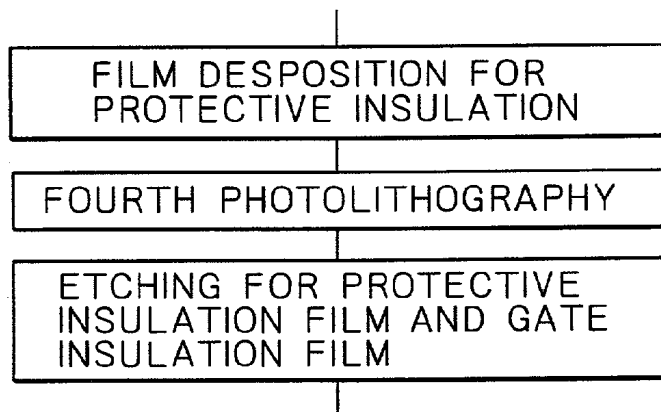 FILM DESPOSITION FOR
PROTECTIVE INSULATION
FOURTH PHOTOLITHOGRAPHY
ETCHING FOR PROTECTIVE
INSULATION FILM AND GATE
INSULATION FILM